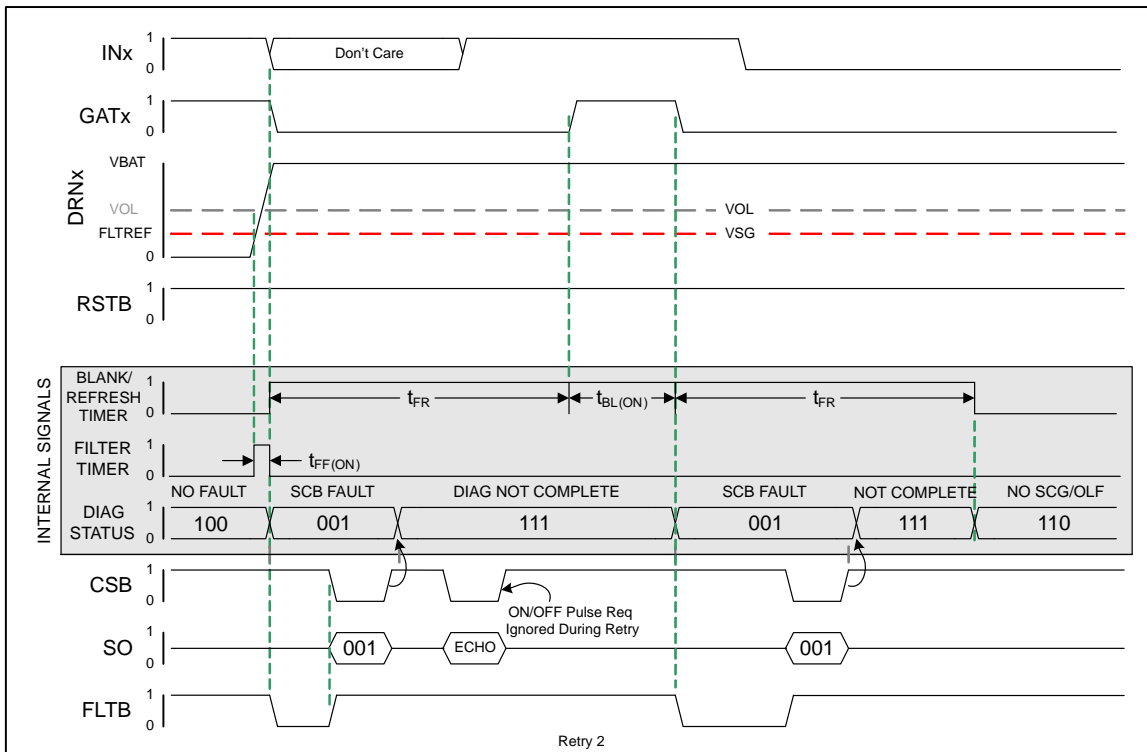 INx
1
0
Don't Care
GATx
1
0
DRNx
VBAT
VOL
FLTREF
0
VOL
VSG
RSTB
1
0
INTERNAL SIGNALS
BLANK/
REFRESH
TIMER
1
0
tFR
tBL(ON)
tFR
FILTER
TIMER
1
0
tFF(ON)
NO FAULT
SCB FAULT
DIAG NOT COMPLETE
SCB FAULT
NOT COMPLETE
NO SCG/OLF
DIAG
STATUS
1
0
100
001
111
001
111
110
CSB
1
0
ON/OFF Pulse Req
Ignored During Retry
SO
1
0
001
ECHO
001
FLTB
1
0
Retry 2